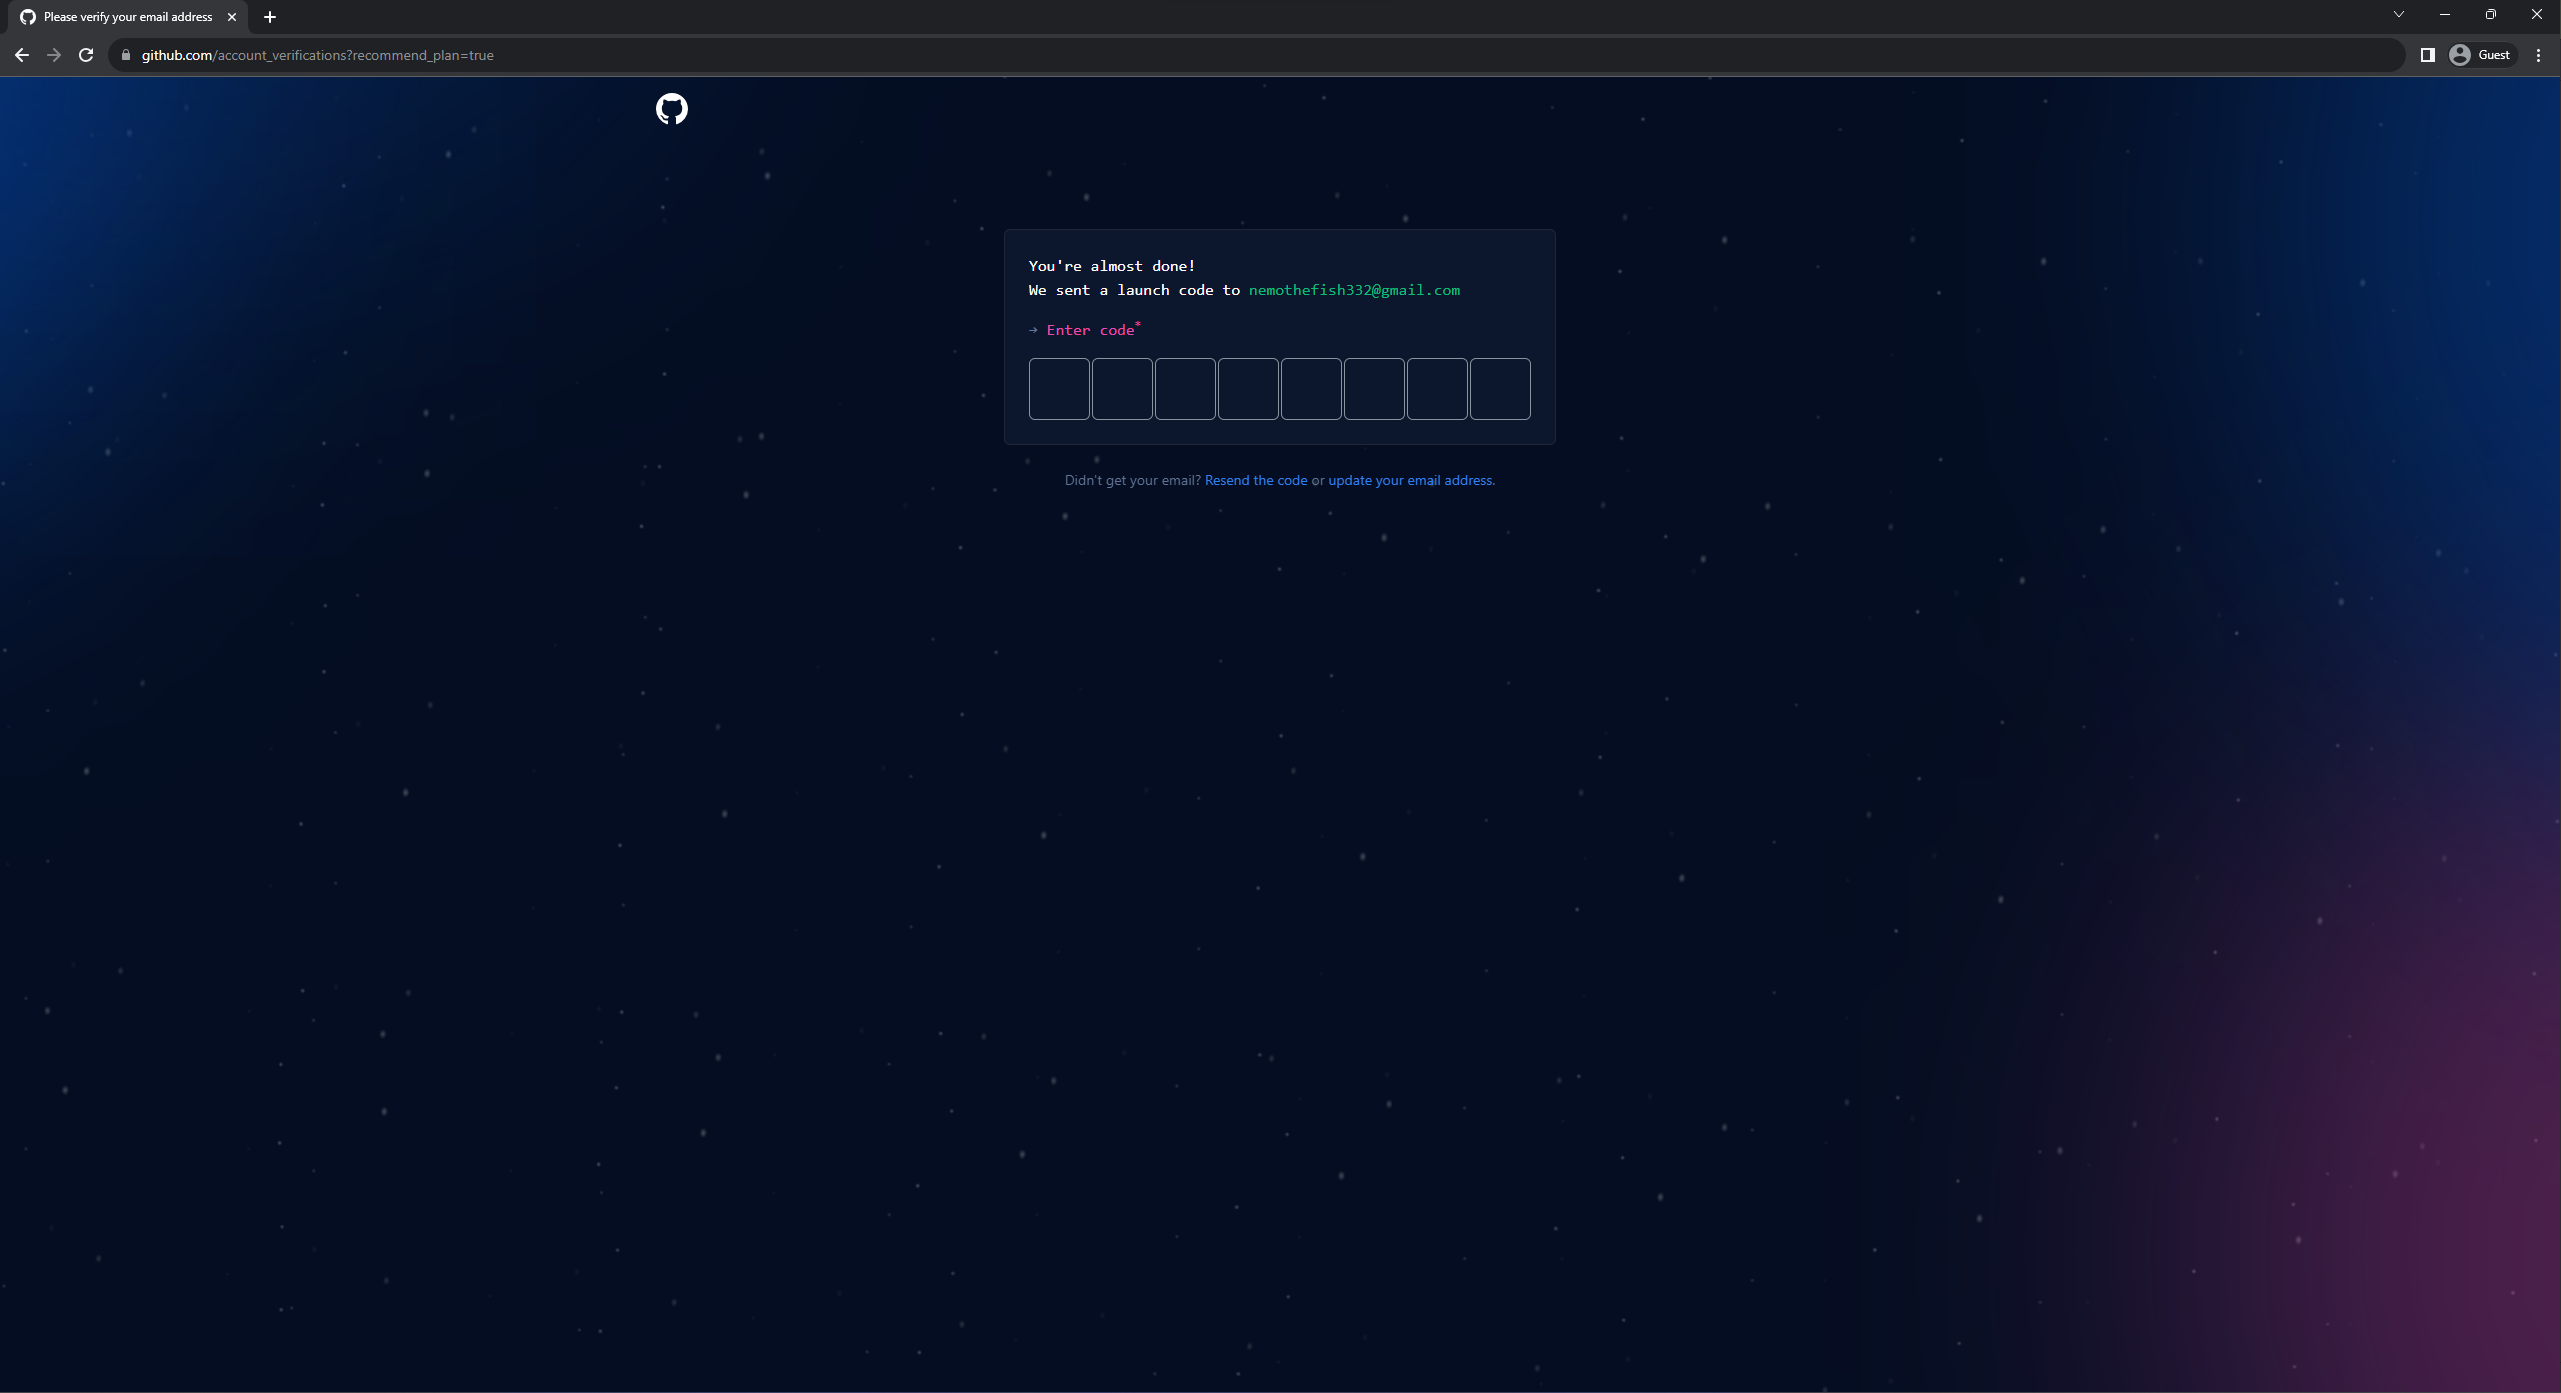 Please verify your email address
github.com/account_verifications?recommend_plan=true
Guest
You're almost done!
We sent a launch code to nemothefish332@gmail.com
→ Enter code*
Didn't get your email? Resend the code or update your email address.